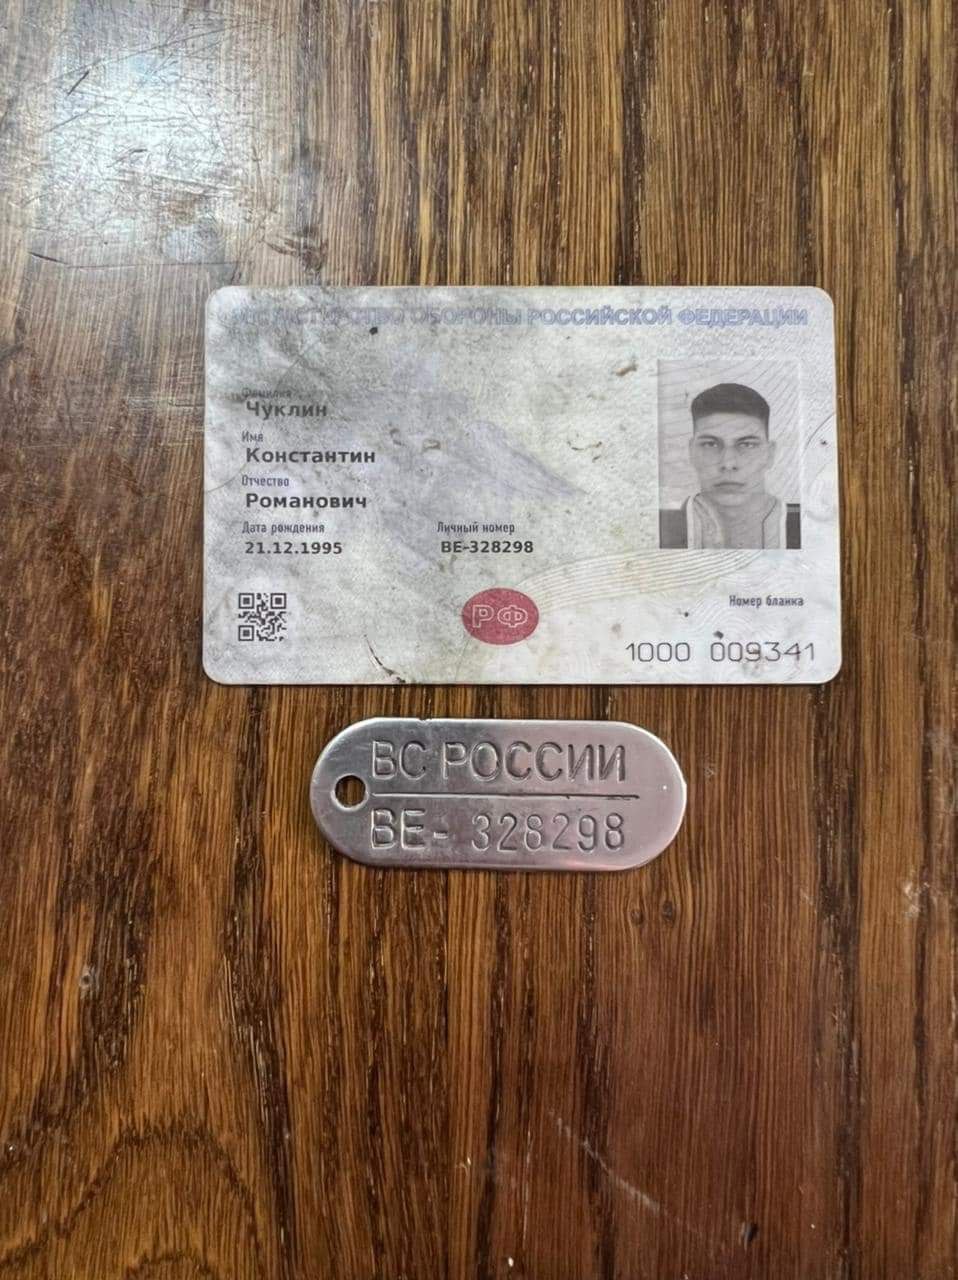 МИНИСТЕРСТВО ОБОРОНЫ РОССИЙСКОЙ ФЕДЕРАЦИИ
Фамилия
Чуклин
Имя
Константин
Отчество
Романович
Дата рождения
Личный номер
21.12.1995
ВЕ-328298
РФ
Номер бланка
1000 009341
ВС РОССИИ
ВЕ- 328298